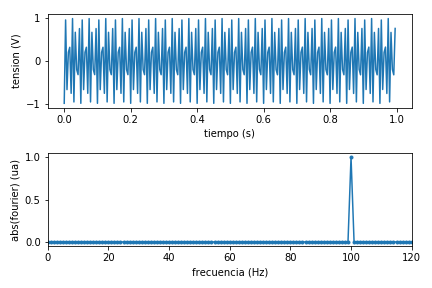 tension (V)
1
0
−1
0.0 0.2 0.4 0.6 0.8 1.0
tiempo (s)
abs(fourier) (ua)
1.0
0.5
0.0
0 20 40 60 80 100 120
frecuencia (Hz)